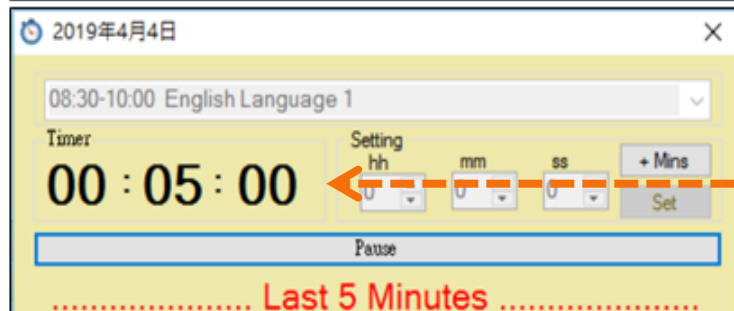 2019年4月4日
08:30-10:00 English Language 1
Timer
00 : 05 : 00
Setting
hh mm ss
0 0 0
+ Mins
Set
Pause
..................... Last 5 Minutes .....................